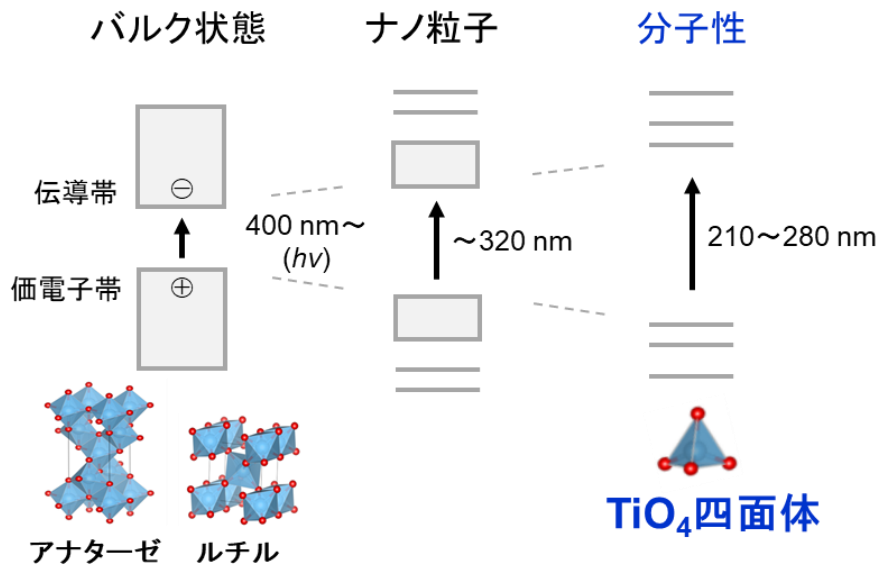 バルク状態
ナノ粒子
分子性
伝導帯
⊖
400 nm～
(hν)
～320 nm
210～280 nm
価電子帯
⊕
TiO₄四面体
アナターゼ
ルチル